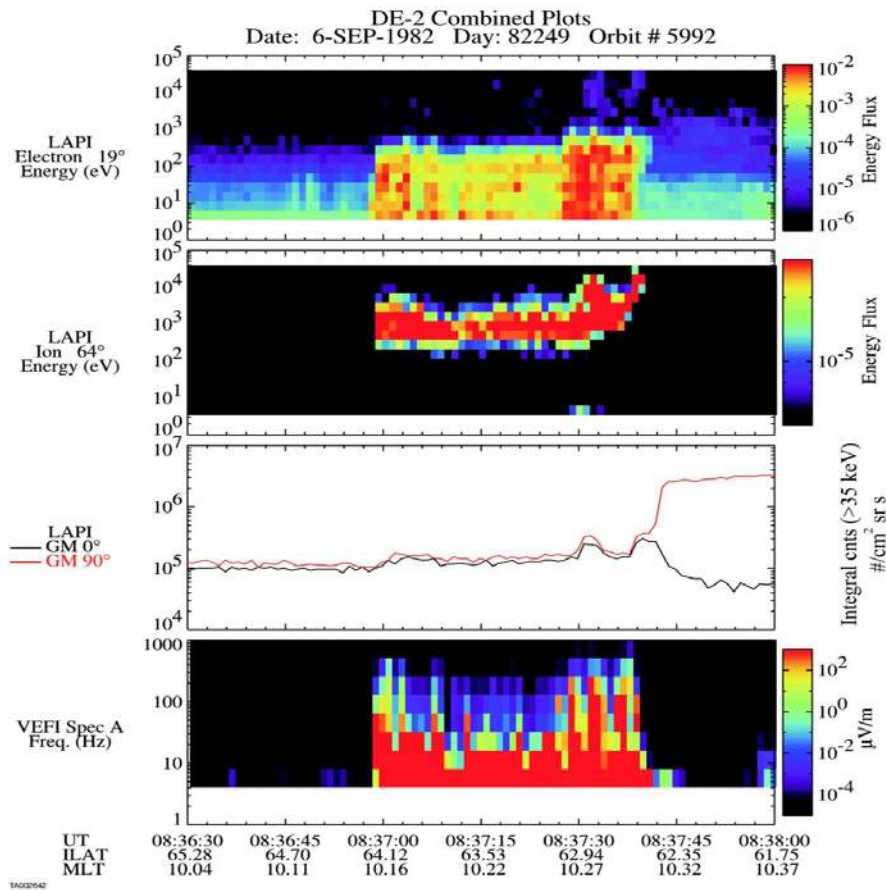 DE-2 Combined Plots
Date: 6-SEP-1982 Day: 82249 Orbit # 5992
10^5
10^4
10^3
10^2
10^1
10^0
LAPI
Electron 19°
Energy (eV)
10^-2
10^-3
10^-4
10^-5
10^-6
Energy Flux
10^5
10^4
10^3
10^2
10^1
10^0
LAPI
Ion 64°
Energy (eV)
10^-5
Energy Flux
10^7
10^6
10^5
10^4
LAPI
GM 0°
GM 90°
Integral cnts (>35 keV)
#/cm^2 sr s
1000
100
10
1
VEFI Spec A
Freq. (Hz)
10^2
10^0
10^-2
10^-4
μV/m
UT 08:36:30 08:36:45 08:37:00 08:37:15 08:37:30 08:37:45 08:38:00
ILAT 65.28 64.70 64.12 63.53 62.94 62.35 61.75
MLT 10.04 10.11 10.16 10.22 10.27 10.32 10.37
TA002642